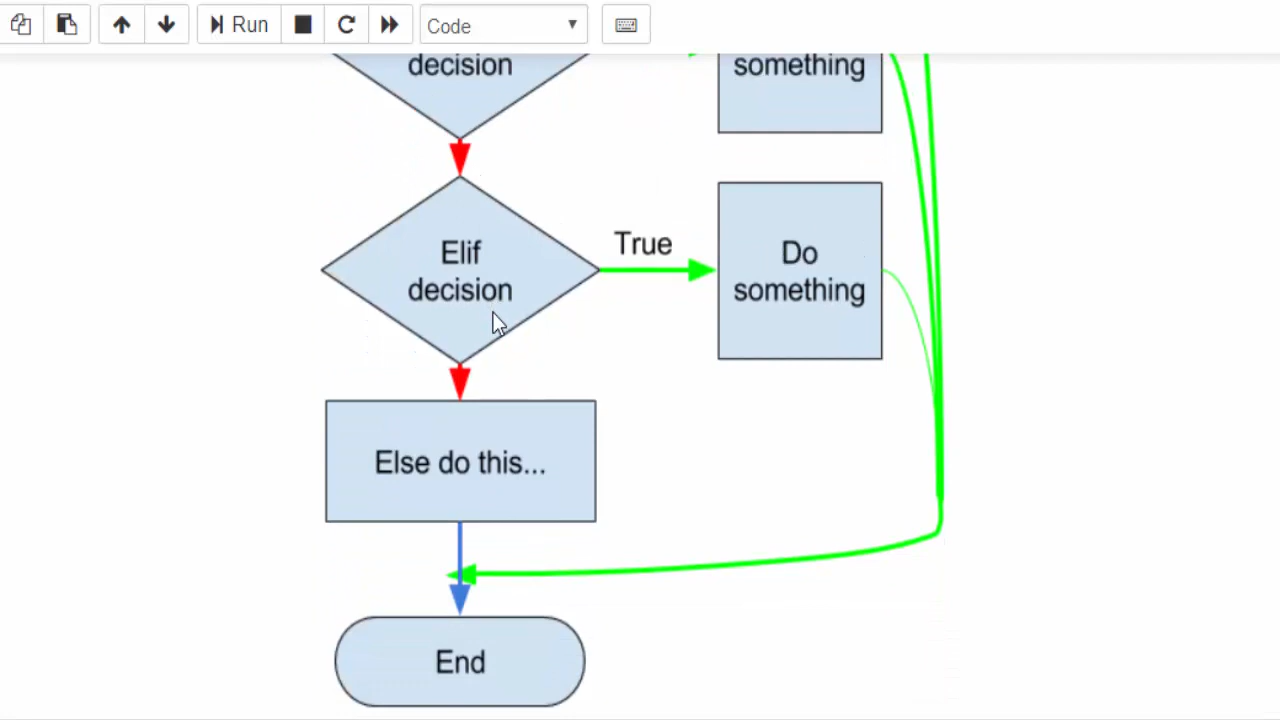 Run
Code
decision
something
Elif
decision
True
Do
something
Else do this...
End